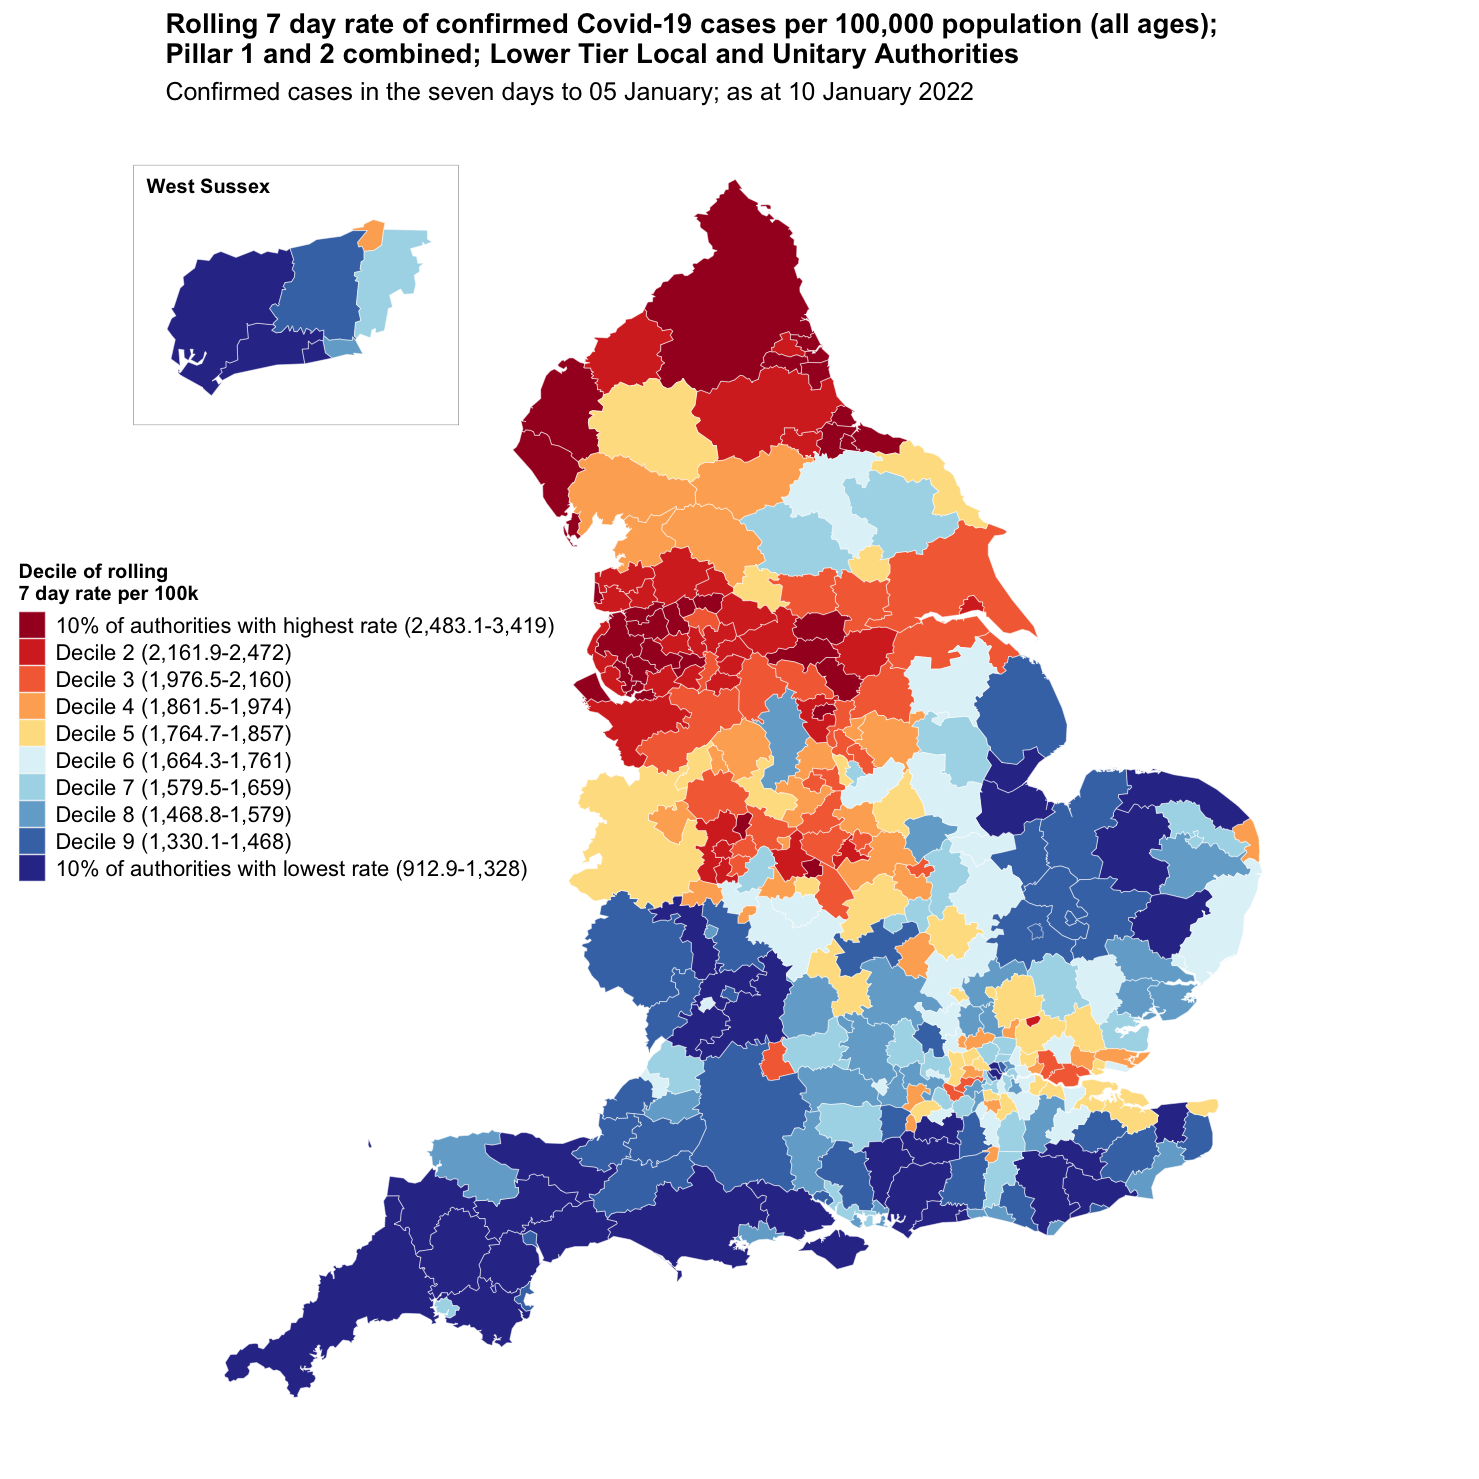 Rolling 7 day rate of confirmed Covid-19 cases per 100,000 population (all ages);
Pillar 1 and 2 combined; Lower Tier Local and Unitary Authorities
Confirmed cases in the seven days to 05 January; as at 10 January 2022
West Sussex
Decile of rolling
7 day rate per 100k
10% of authorities with highest rate (2,483.1-3,419)
Decile 2 (2,161.9-2,472)
Decile 3 (1,976.5-2,160)
Decile 4 (1,861.5-1,974)
Decile 5 (1,764.7-1,857)
Decile 6 (1,664.3-1,761)
Decile 7 (1,579.5-1,659)
Decile 8 (1,468.8-1,579)
Decile 9 (1,330.1-1,468)
10% of authorities with lowest rate (912.9-1,328)